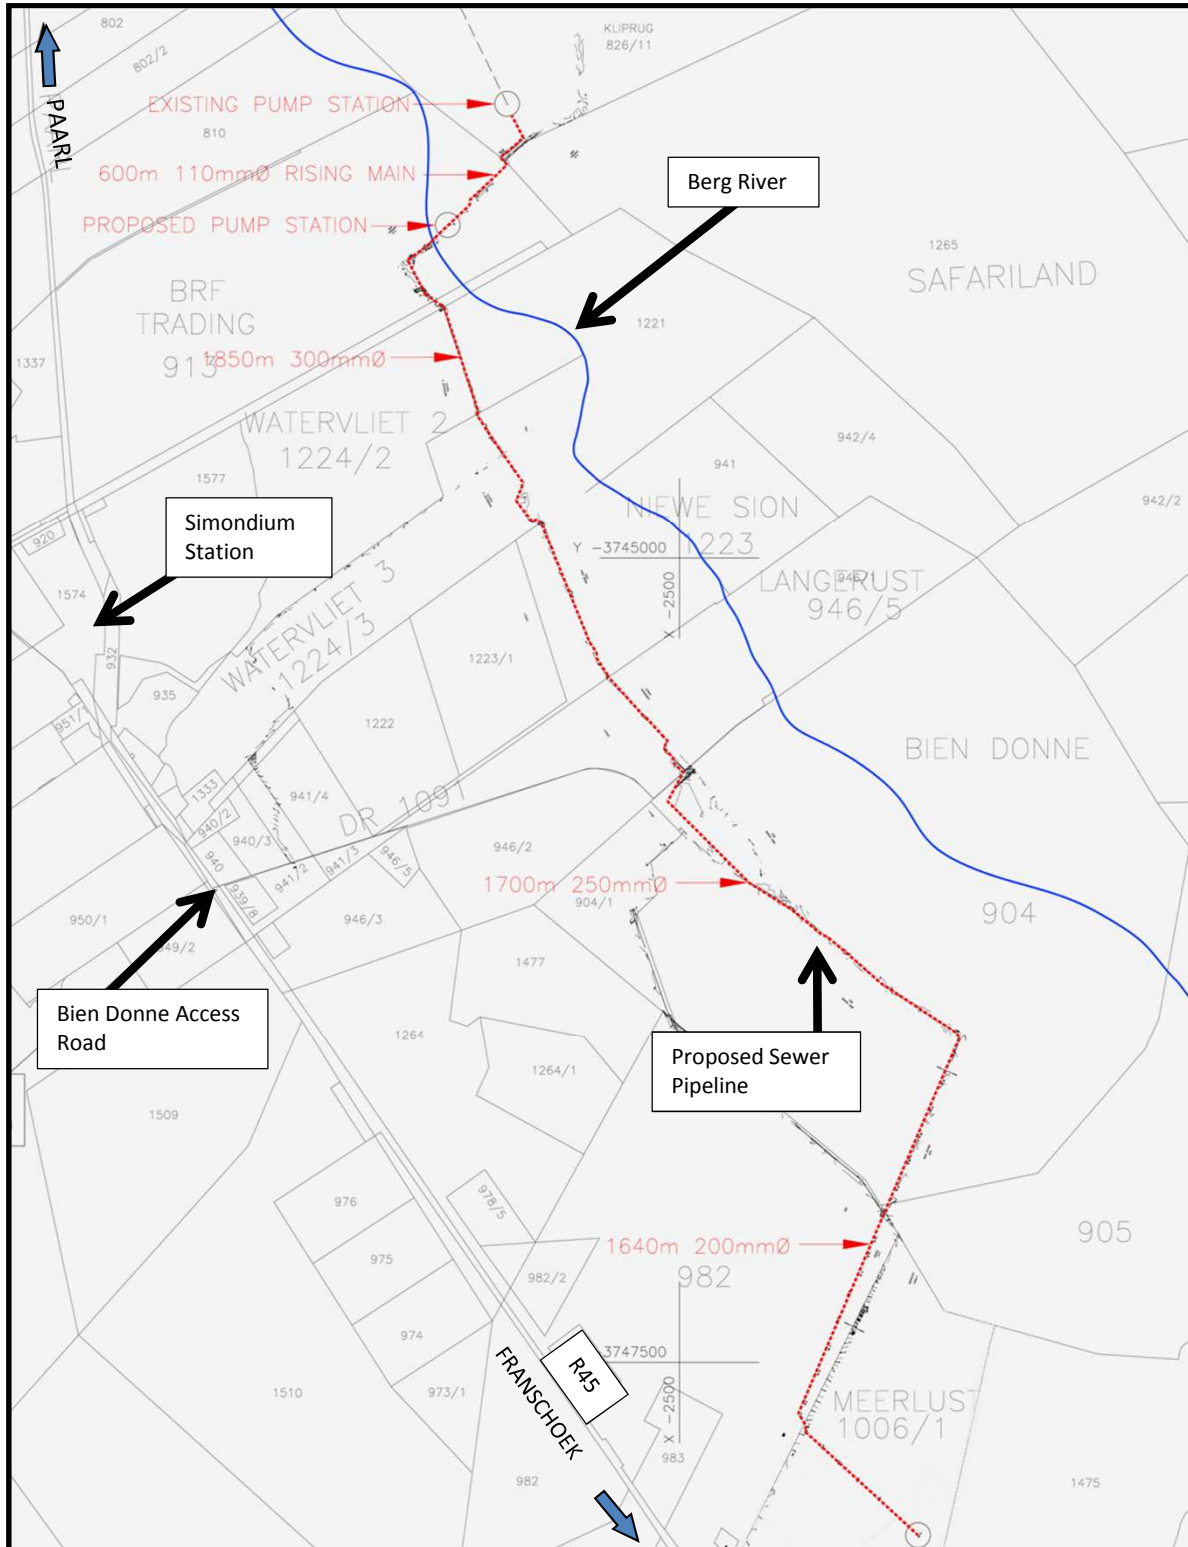 802
KLIPRUG
826/11
802/2
PAARL
EXISTING PUMP STATION
810
600m 110mmØ RISING MAIN
Berg River
PROPOSED PUMP STATION
1265
SAFARILAND
BRF
TRADING
913
1221
1337
1850m 300mmØ
WATERVLIET 2
1224/2
942/4
941
1577
942/2
Simondium
Station
NIEWE SION
1223
920
Y -3745000
X -2500
1574
LANGERUST
946/1
946/5
WATERVLIET 3
1224/3
932
1223/1
935
951/1
1222
BIEN DONNE
1333
941/4
DR 1091
940/2
940/3
946/2
940
941/2
941/3
946/5
1700m 250mmØ
939/8
904/1
904
950/1
946/3
949/2
1477
Bien Donne Access
Road
1264
Proposed Sewer
Pipeline
1264/1
1509
976
978/5
905
975
1640m 200mmØ
982
982/2
974
3747500
R45
FRANSCHOEK
X -2500
1510
973/1
MEERLUST
1006/1
983
982
1475